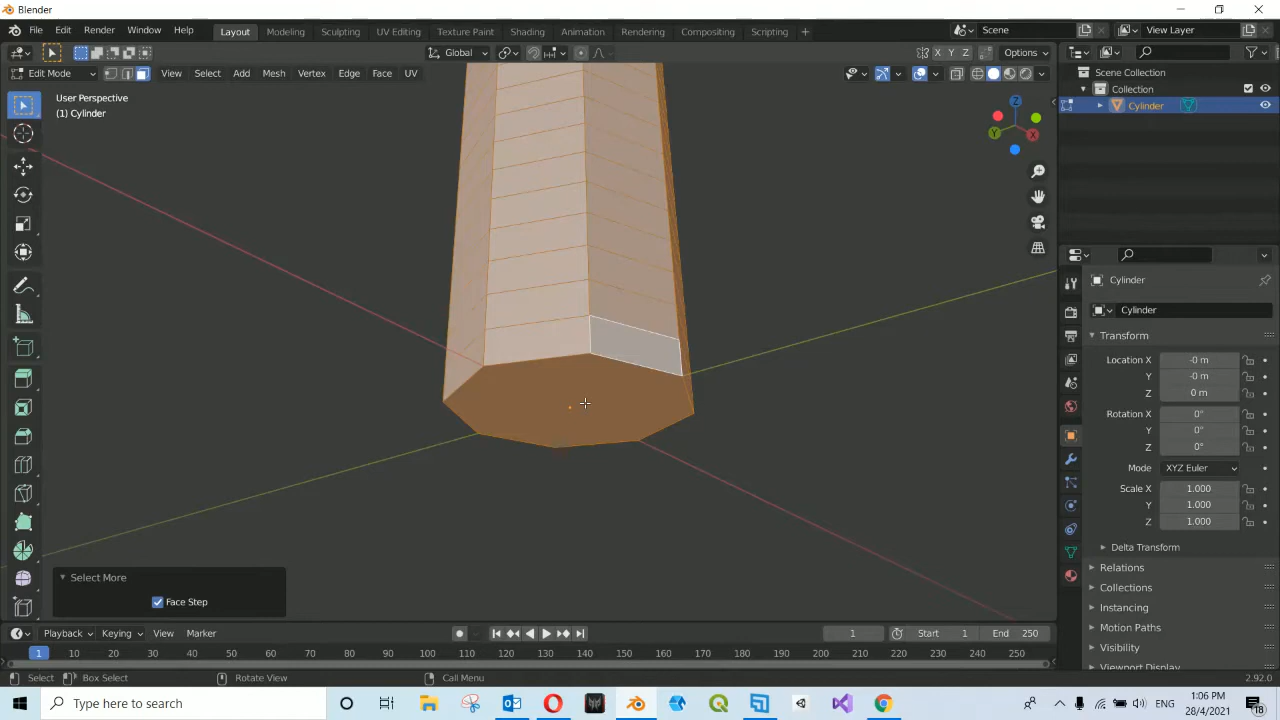 Blender
File Edit Render Window Help Layout Modeling Sculpting UV Editing Texture Paint Shading Animation Rendering Compositing Scripting + Scene View Layer
Global X Y Z Options
Edit Mode View Select Add Mesh Vertex Edge Face UV
Scene Collection
Collection
Cylinder
User Perspective
(1) Cylinder
Z
Y X
Cylinder
Cylinder
Transform
Location X -0 m
Y -0 m
Z 0 m
Rotation X 0°
Y 0°
Z 0°
Mode XYZ Euler
Scale X 1.000
Y 1.000
Z 1.000
Delta Transform
Relations
Collections
Instancing
Motion Paths
Visibility
Viewport Display
Select More
Face Step
Playback Keying View Marker 1 Start 1 End 250
1 10 20 30 40 50 60 70 80 90 100 110 120 130 140 150 160 170 180 190 200 210 220 230 240 250
Select Box Select Rotate View Call Menu 2.92.0
Type here to search ENG 1:06 PM
28/4/2021 18